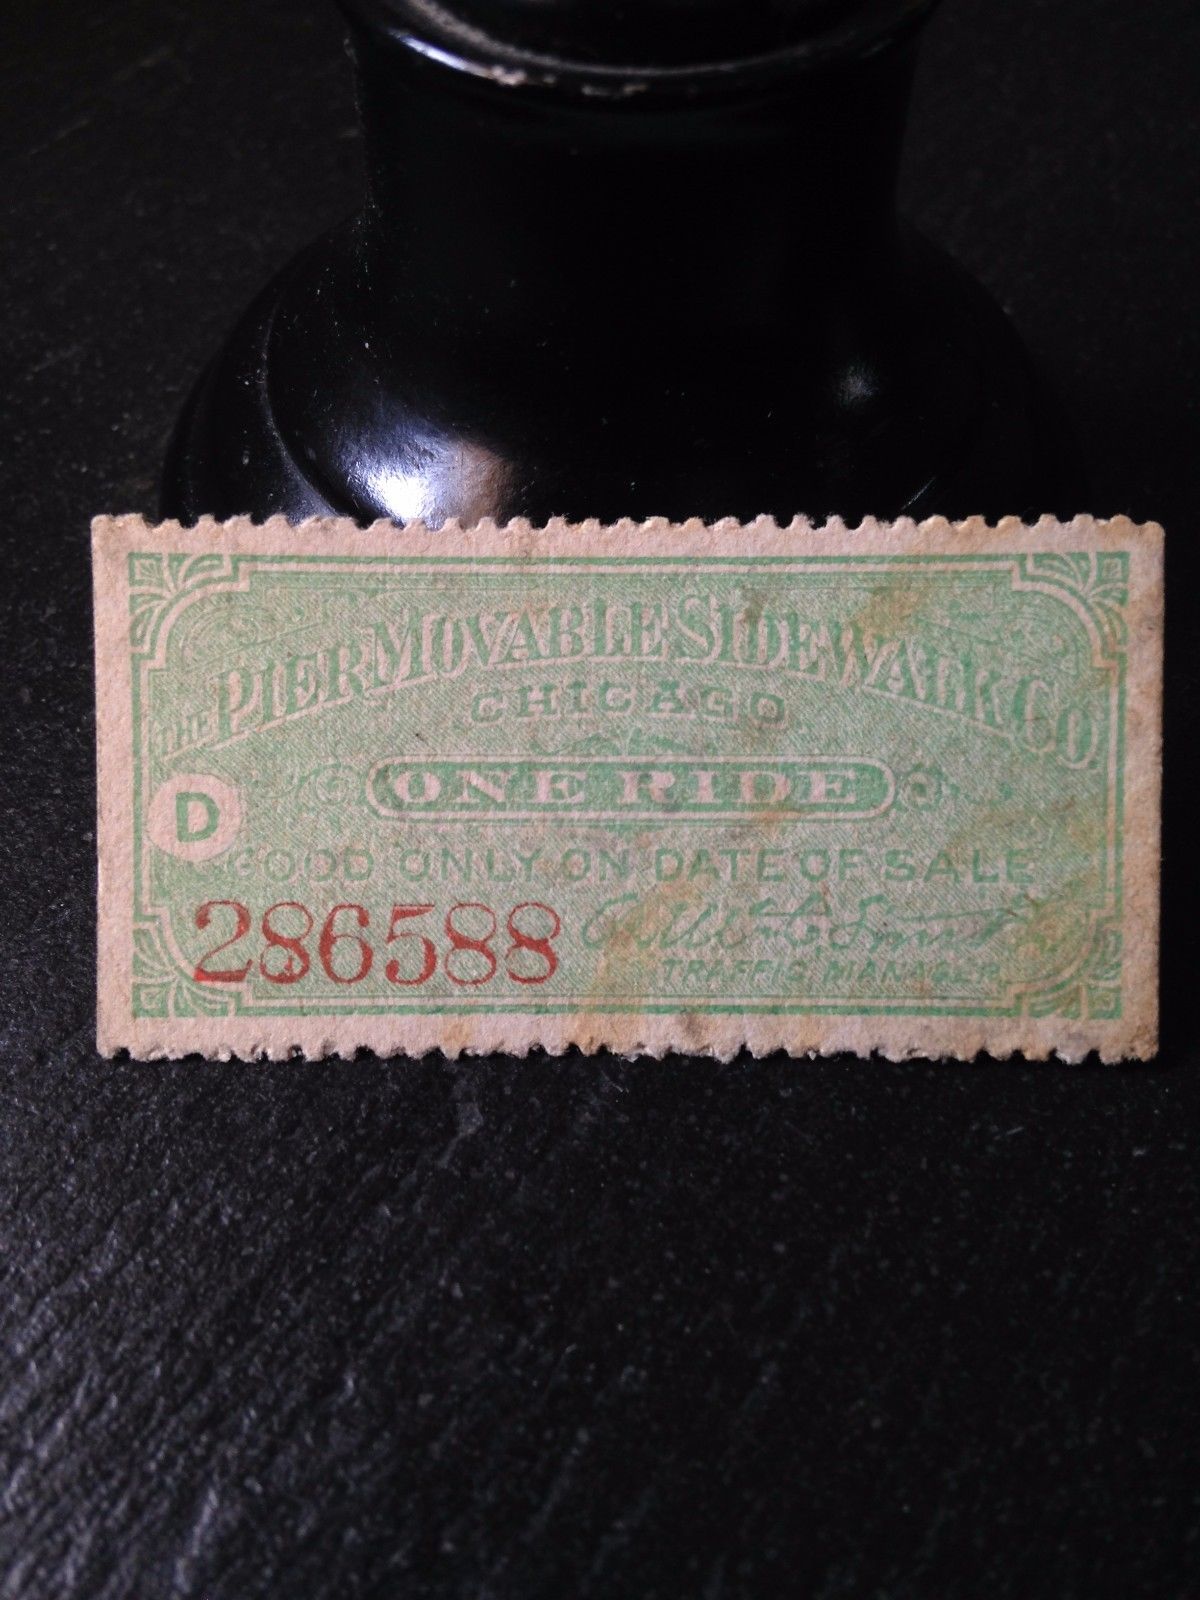 THE PIER MOVABLE SIDEWALK CO.
CHICAGO
ONE RIDE
D
GOOD ONLY ON DATE OF SALE
286588
TRAFFIC MANAGER